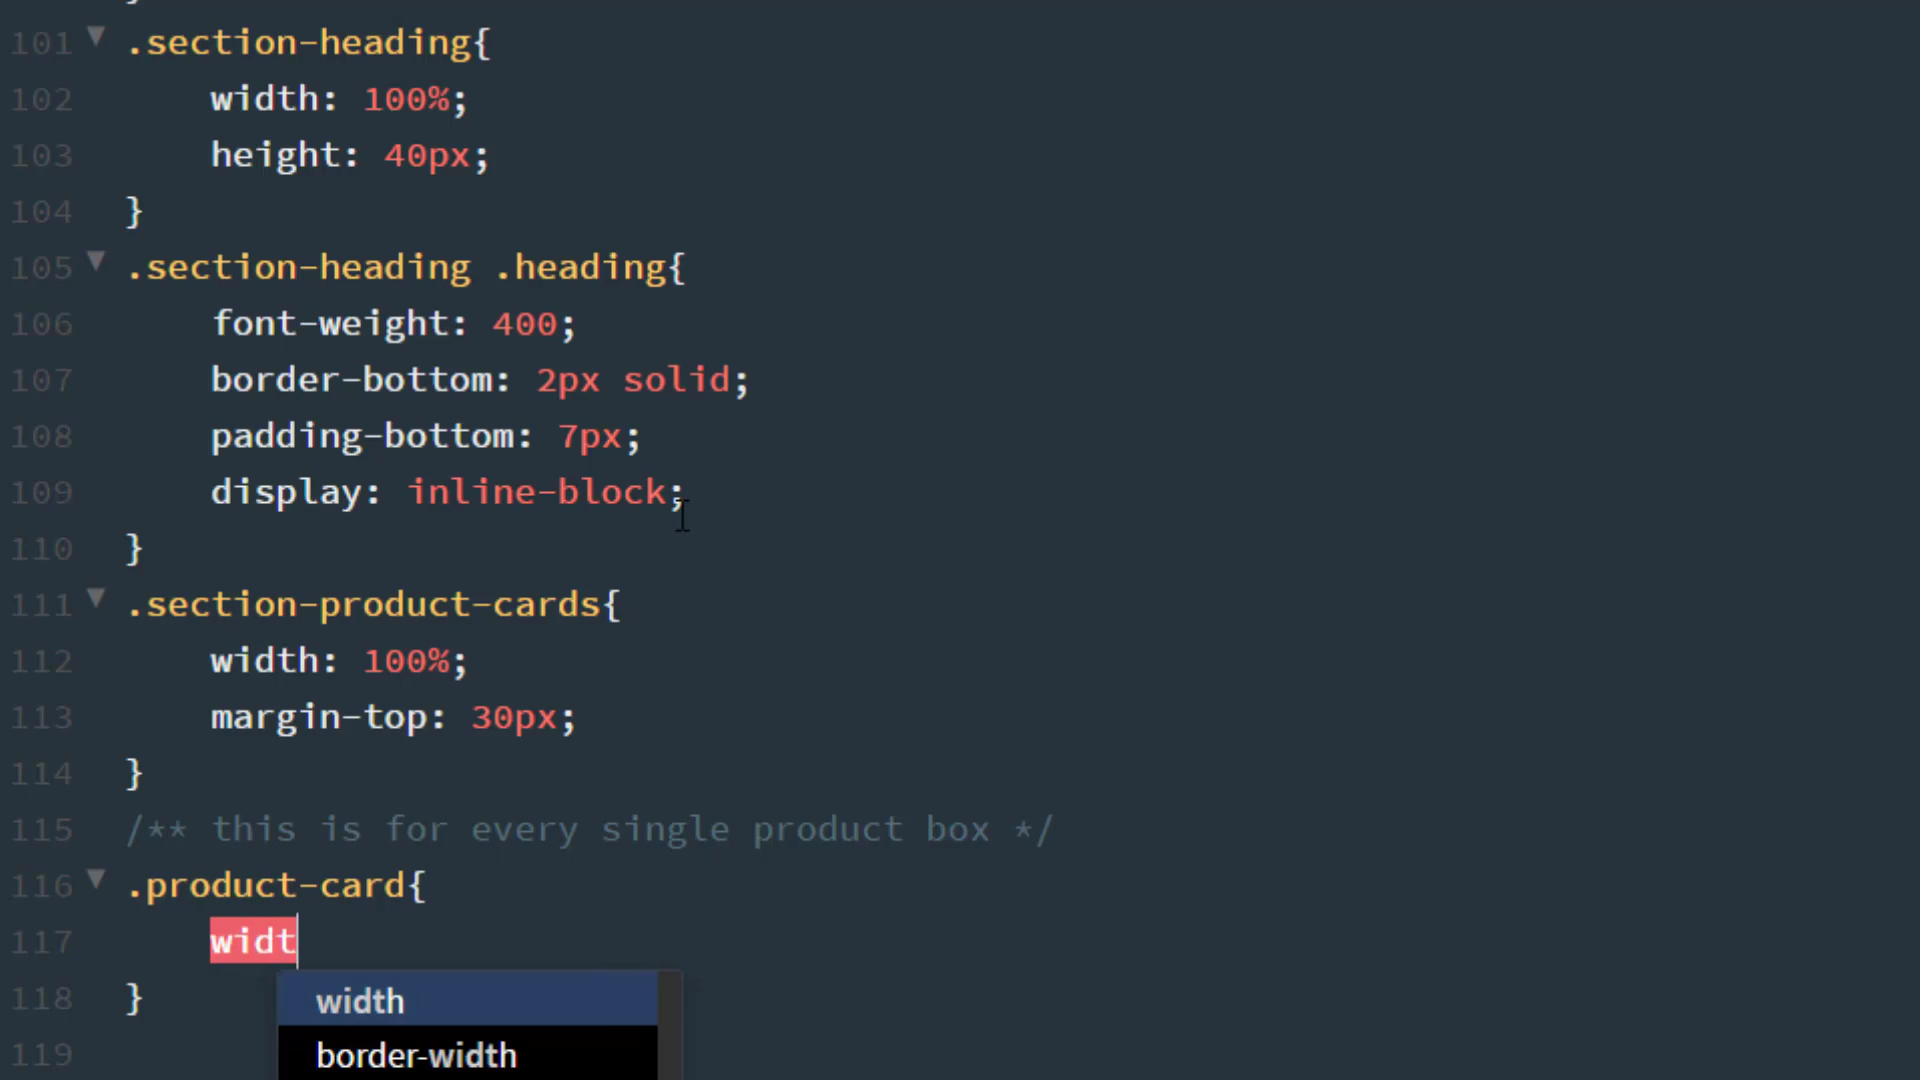 101 .section-heading{
102 width: 100%;
103 height: 40px;
104 }
105 .section-heading .heading{
106 font-weight: 400;
107 border-bottom: 2px solid;
108 padding-bottom: 7px;
109 display: inline-block;
110 }
111 .section-product-cards{
112 width: 100%;
113 margin-top: 30px;
114 }
115 /** this is for every single product box */
116 .product-card{
117 widt
118 }
width
119
border-width